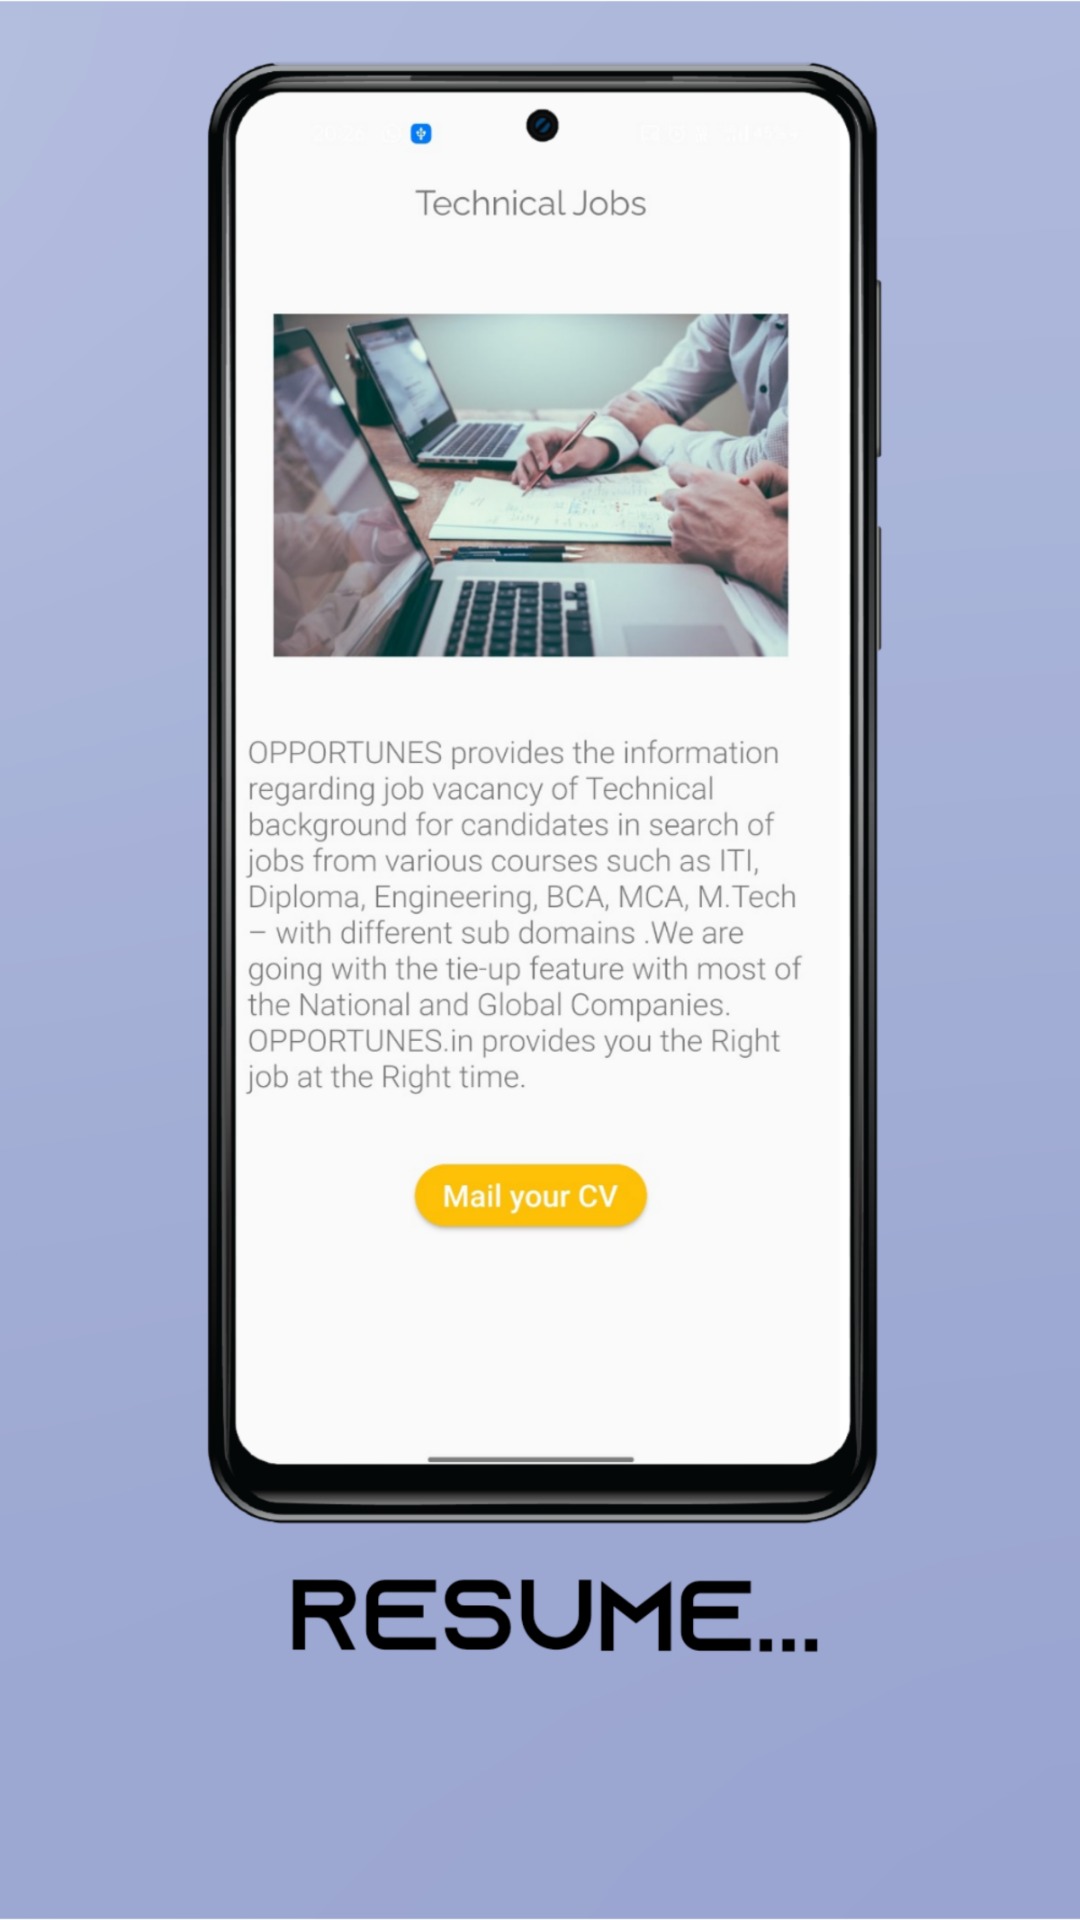 Technical Jobs
OPPORTUNES provides the information
regarding job vacancy of Technical
background for candidates in search of
jobs from various courses such as ITI,
Diploma, Engineering, BCA, MCA, M.Tech
– with different sub domains .We are
going with the tie-up feature with most of
the National and Global Companies.
OPPORTUNES.in provides you the Right
job at the Right time.
Mail your CV
RESUME...